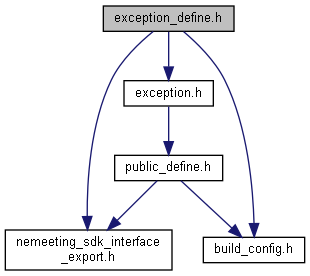 exception_define.h
exception.h
public_define.h
nemeeting_sdk_interface
_export.h
build_config.h